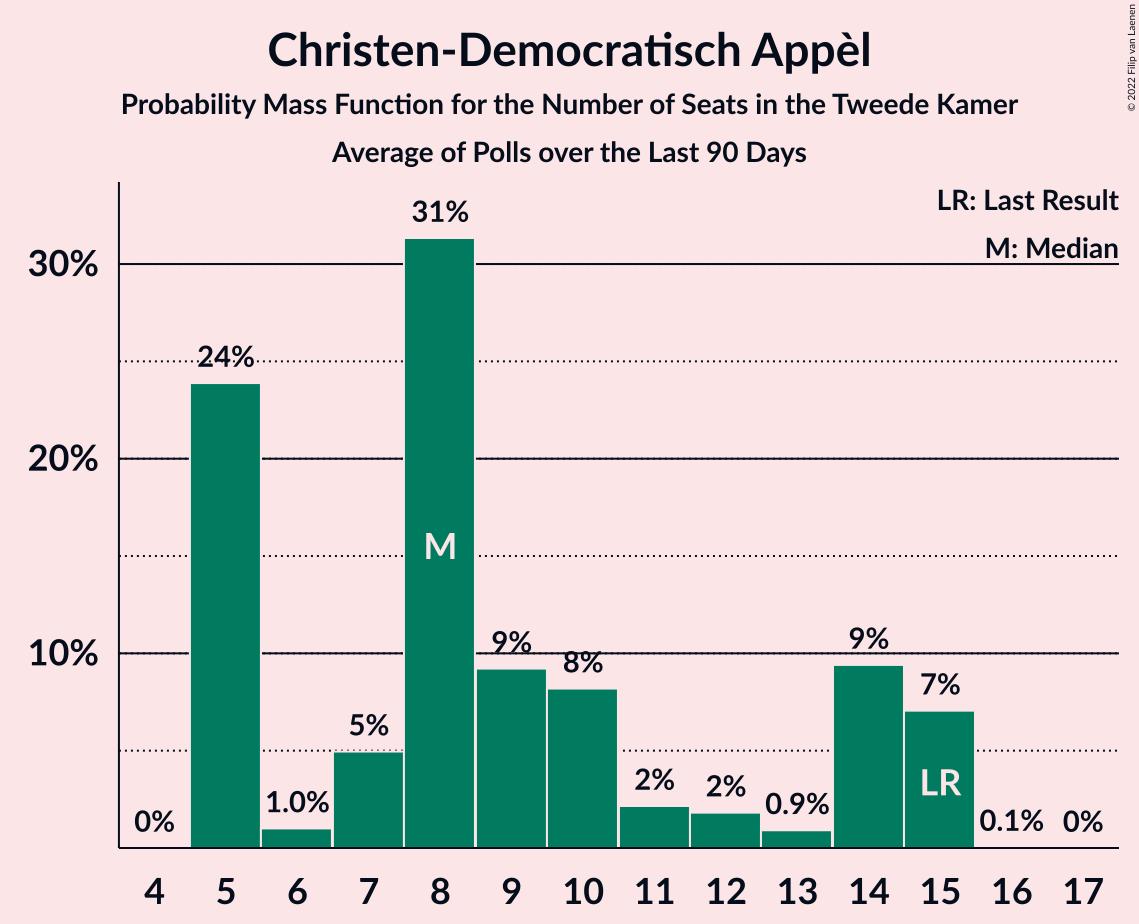 Christen-Democratisch Appèl
Probability Mass Function for the Number of Seats in the Tweede Kamer
Average of Polls over the Last 90 Days
© 2022 Filip van Laenen
LR: Last Result
M: Median
30%
20%
10%
0%
24%
1.0%
5%
31%
M
9%
8%
2%
2%
0.9%
9%
7%
LR
0.1%
0%
4 5 6 7 8 9 10 11 12 13 14 15 16 17